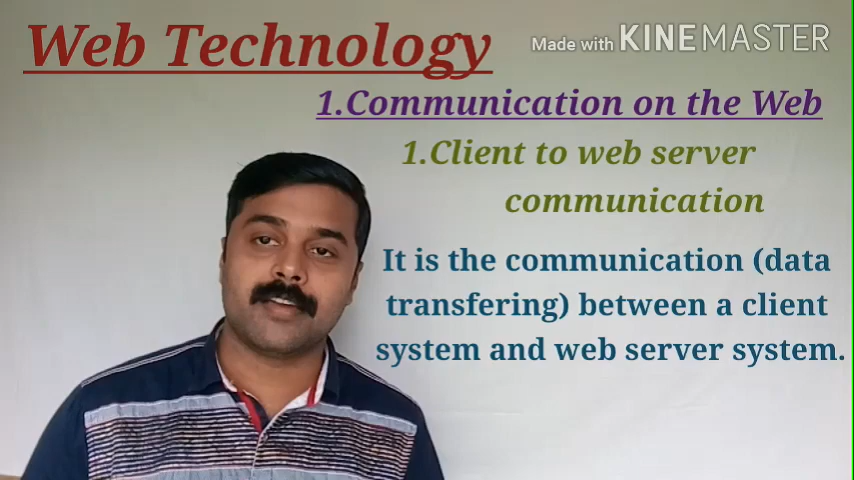 Web Technology
Made with KINEMASTER
1.Communication on the Web
1.Client to web server
communication
It is the communication (data
transfering) between a client
system and web server system.